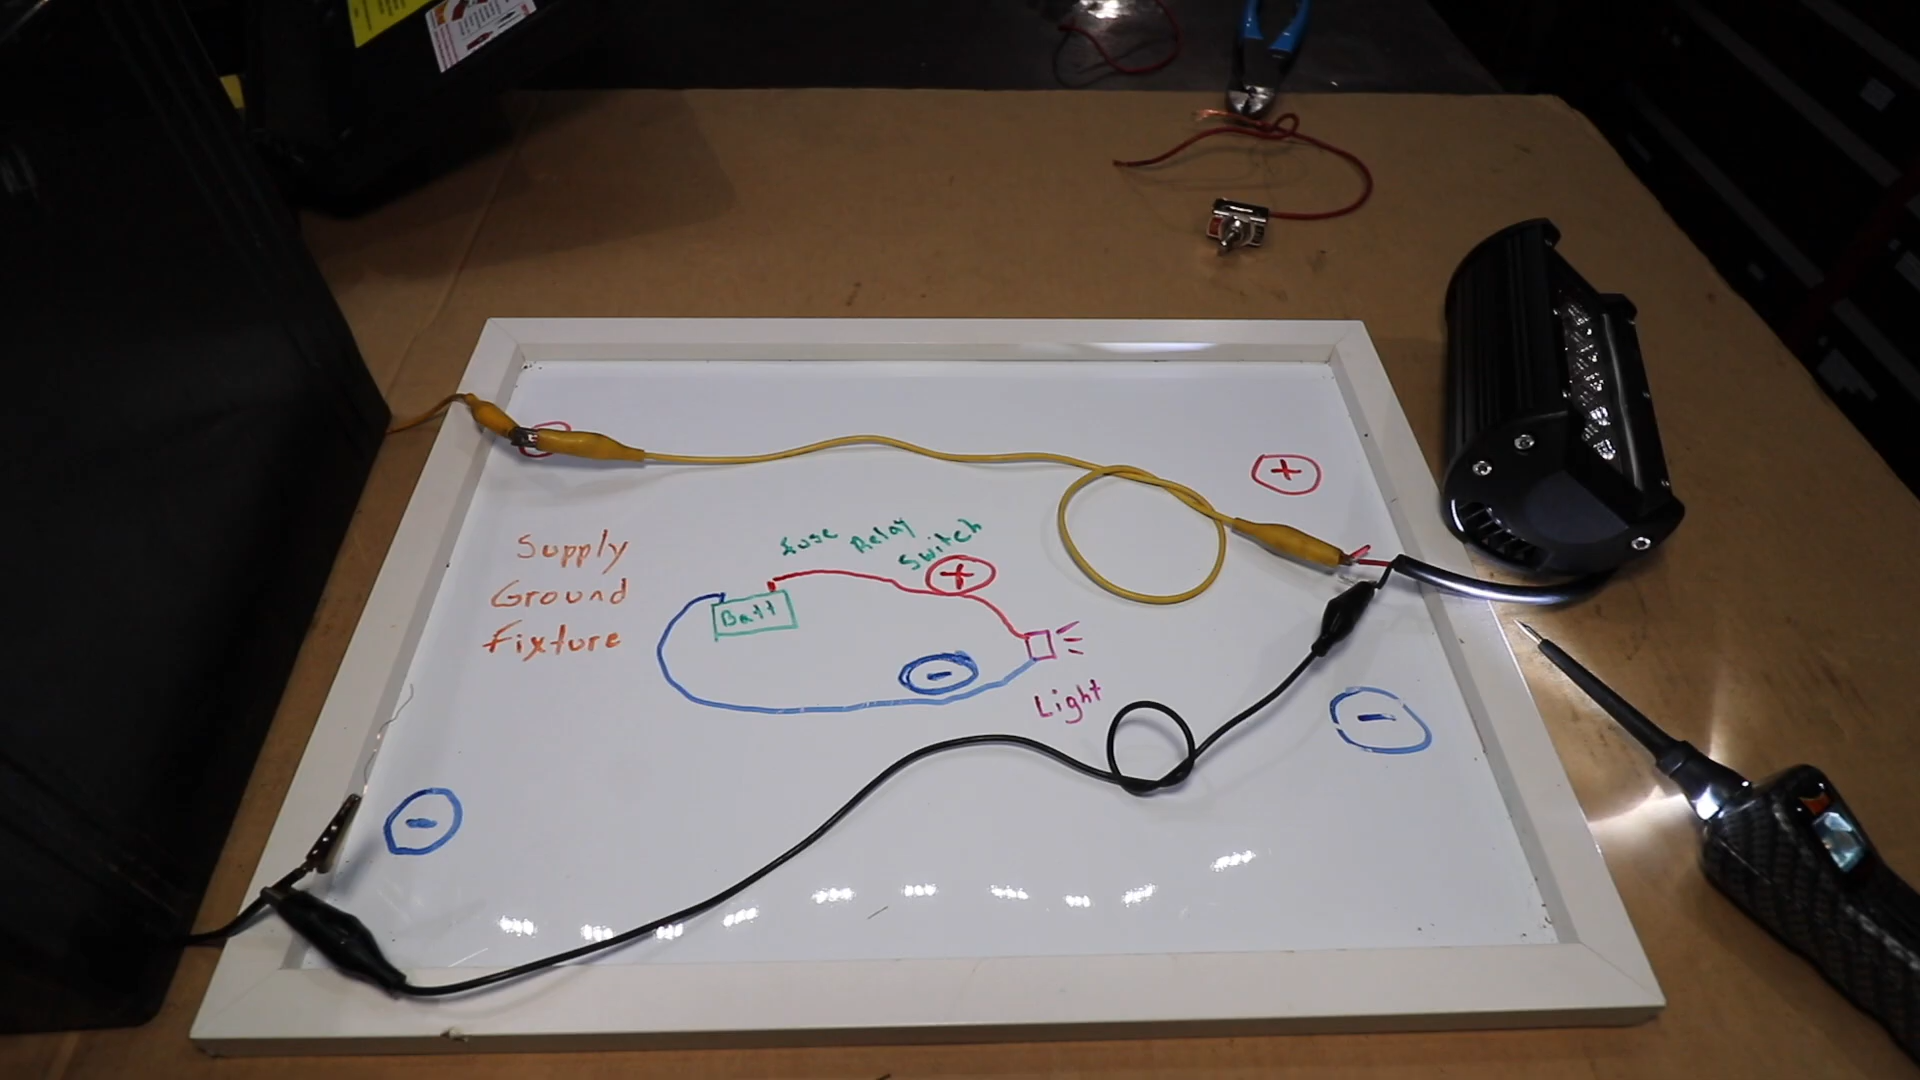 fuse Relay
Switch
+
+
Supply
Ground
fixture
Batt
-
Light
-
-